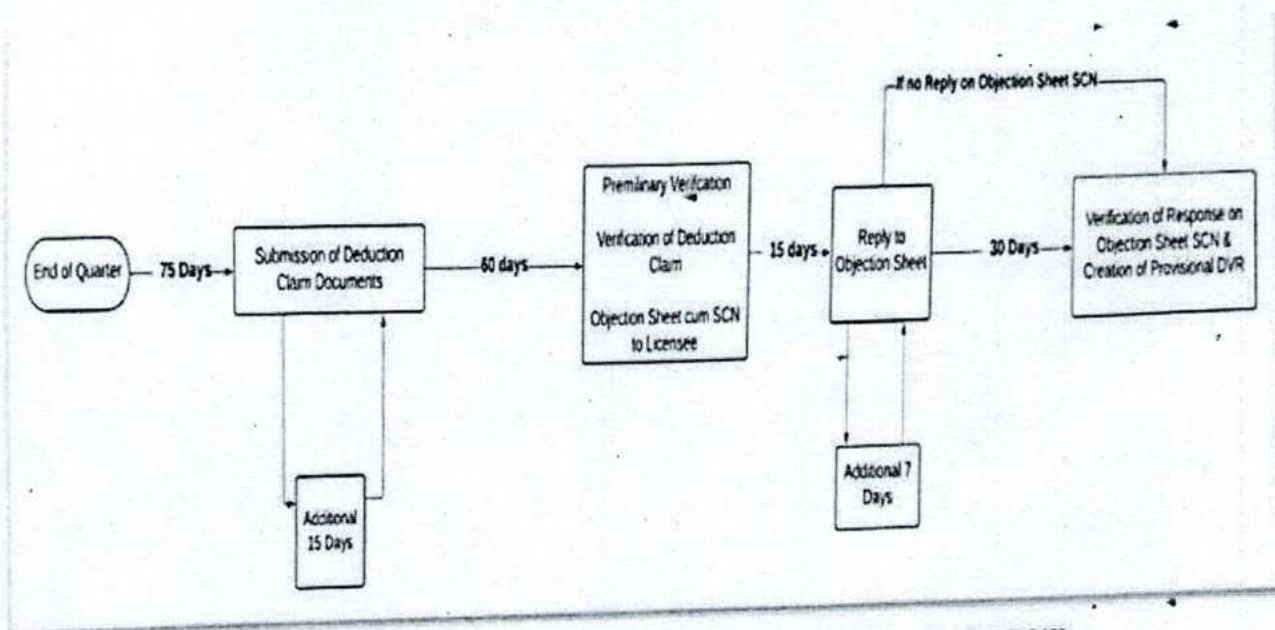 If no Reply on Objection Sheet SCN
Premlinary Verifcation
Verification of Deduction
Claim
Objection Sheet cum SCN
to Licensee
End of Quarter
75 Days
Submission of Deduction
Claim Documents
60 days
15 days
Reply to
Objection Sheet
30 Days
Verification of Response on
Objection Sheet SCN &
Creation of Provisional DVR
Additional
15 Days
Additional 7
Days